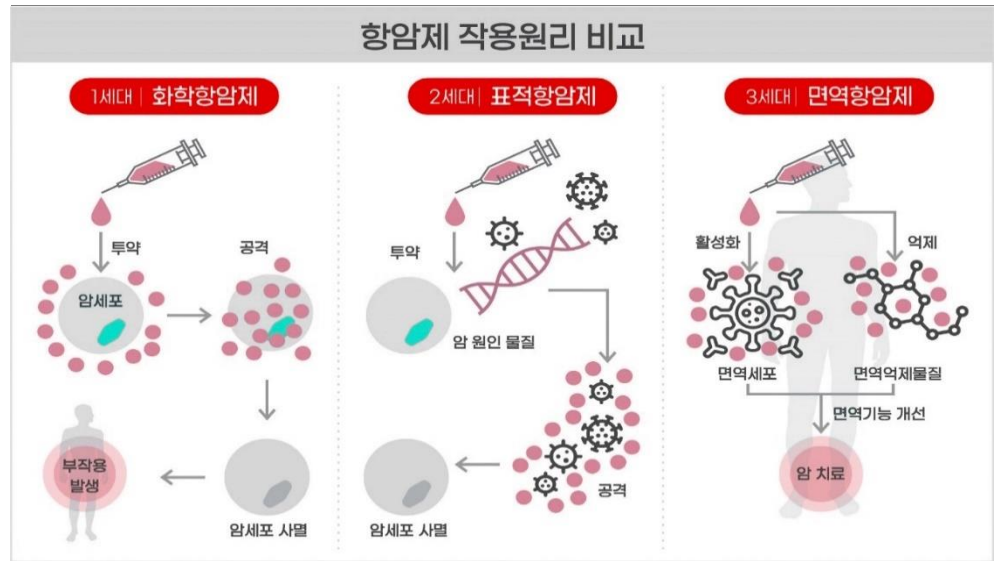 항암제 작용원리 비교
1세대 | 화학항암제
투약
공격
암세포
부작용
발생
암세포 사멸
2세대 | 표적항암제
투약
암 원인 물질
공격
암세포 사멸
3세대 | 면역항암제
활성화
억제
면역세포
면역억제물질
면역기능 개선
암 치료